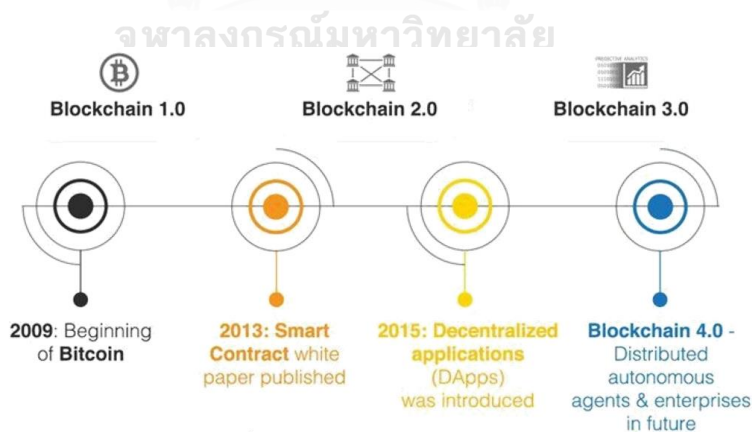 จุฬาลงกรณ์มหาวิทยาลัย
PREDICTIVE ANALYTICS
Blockchain 1.0
Blockchain 2.0
Blockchain 3.0
2009: Beginning
of Bitcoin
2013: Smart
Contract white
paper published
2015: Decentralized
applications
(DApps)
was introduced
Blockchain 4.0 -
Distributed
autonomous
agents & enterprises
in future